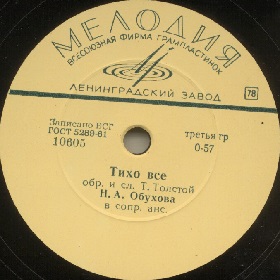 МЕЛОДИЯ
ВСЕСОЮЗНАЯ ФИРМА ГРАМПЛАСТИНОК
ЛЕНИНГРАДСКИЙ ЗАВОД
78
Записано ВСГ
ГОСТ 5289-61
10605
третья гр
0-57
Тихо все
обр. и сл. Т. Толстой
Н. А. Обухова
в сопр. анс.